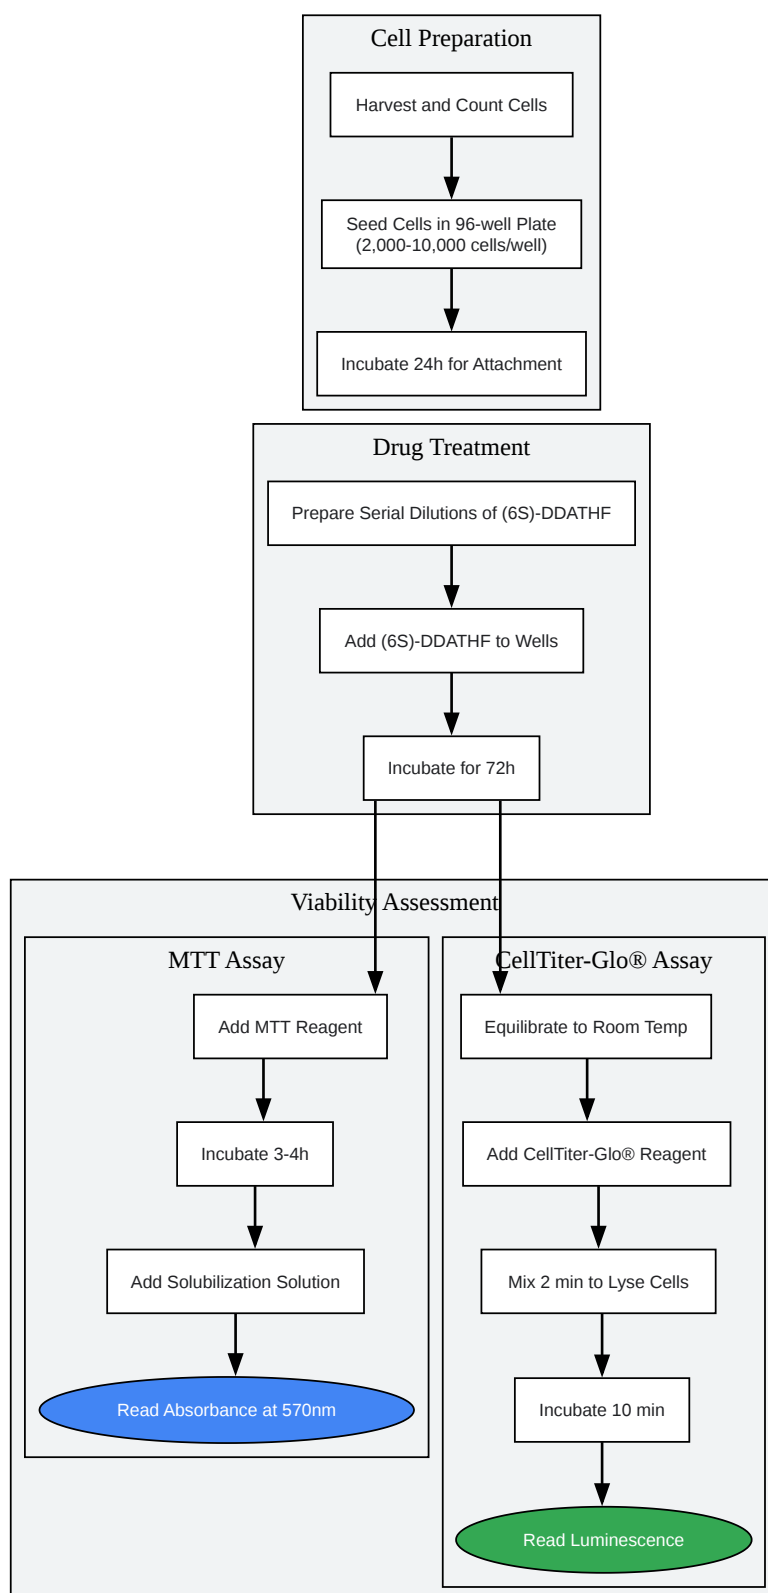 Cell Preparation
Harvest and Count Cells
Seed Cells in 96-well Plate
(2,000-10,000 cells/well)
Incubate 24h for Attachment
Drug Treatment
Prepare Serial Dilutions of (6S)-DDATHF
Add (6S)-DDATHF to Wells
Incubate for 72h
Viability Assessment
MTT Assay
Add MTT Reagent
Incubate 3-4h
Add Solubilization Solution
Read Absorbance at 570nm
CellTiter-Glo® Assay
Equilibrate to Room Temp
Add CellTiter-Glo® Reagent
Mix 2 min to Lyse Cells
Incubate 10 min
Read Luminescence